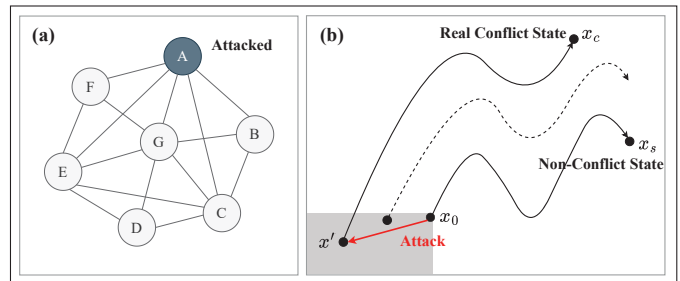 (a)
Attacked
A
F
B
G
E
C
D
(b)
Real Conflict State
x_c
x_s
Non-Conflict State
x_0
x'
Attack